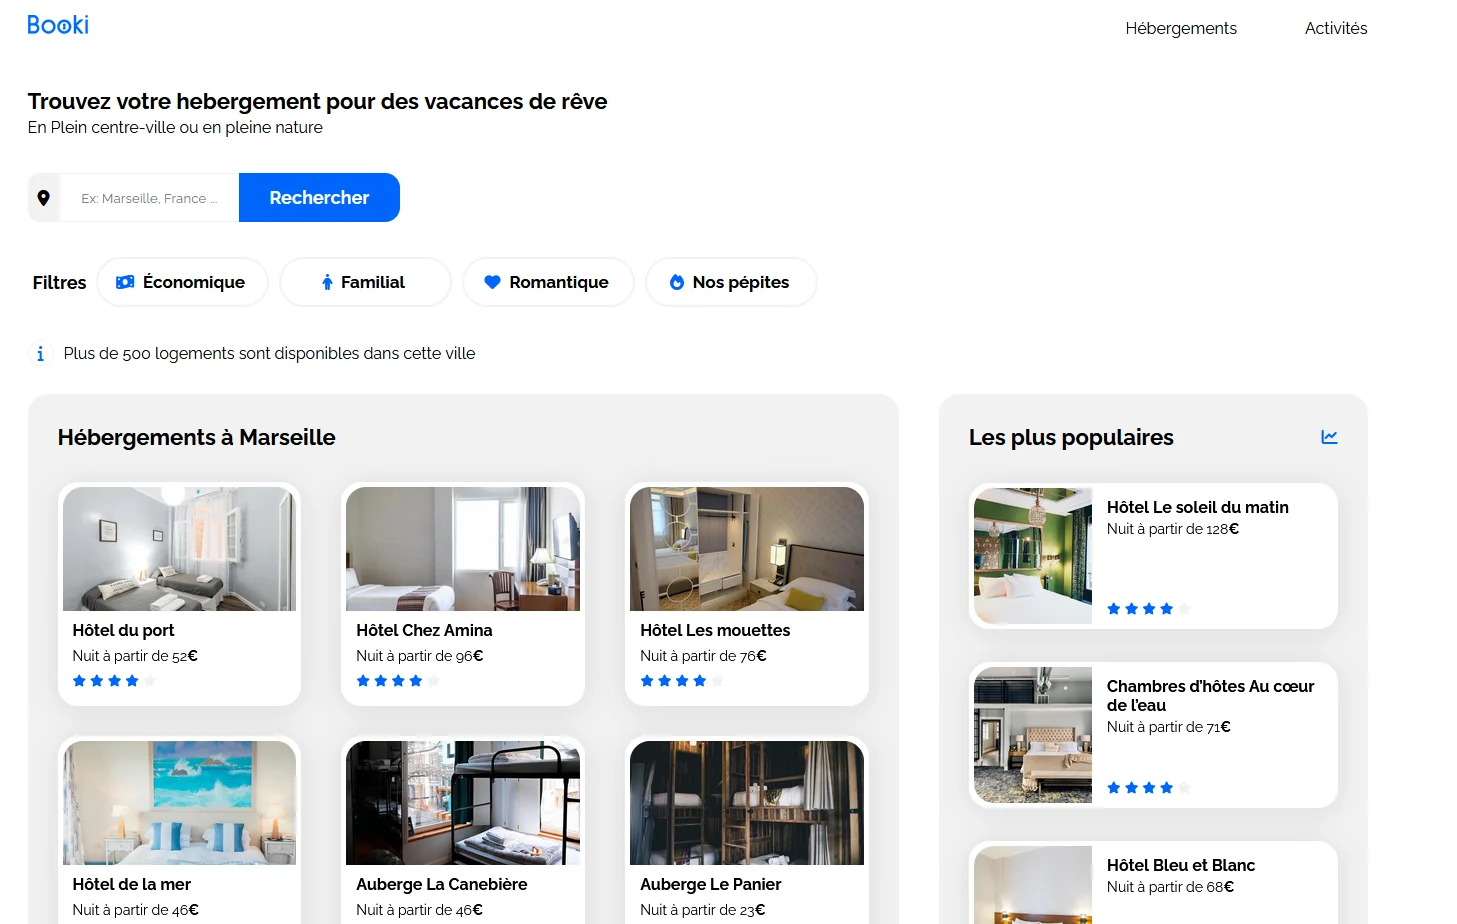 Booki
Hébergements
Activités
Trouvez votre hebergement pour des vacances de rêve
En Plein centre-ville ou en pleine nature
Ex: Marseille, France ...
Rechercher
Filtres
Économique
Familial
Romantique
Nos pépites
Plus de 500 logements sont disponibles dans cette ville
Hébergements à Marseille
Hôtel du port
Nuit à partir de 52€
Hôtel Chez Amina
Nuit à partir de 96€
Hôtel Les mouettes
Nuit à partir de 76€
Hôtel de la mer
Nuit à partir de 46€
Auberge La Canebière
Nuit à partir de 46€
Auberge Le Panier
Nuit à partir de 23€
Les plus populaires
Hôtel Le soleil du matin
Nuit à partir de 128€
Chambres d’hôtes Au cœur
de l’eau
Nuit à partir de 71€
Hôtel Bleu et Blanc
Nuit à partir de 68€